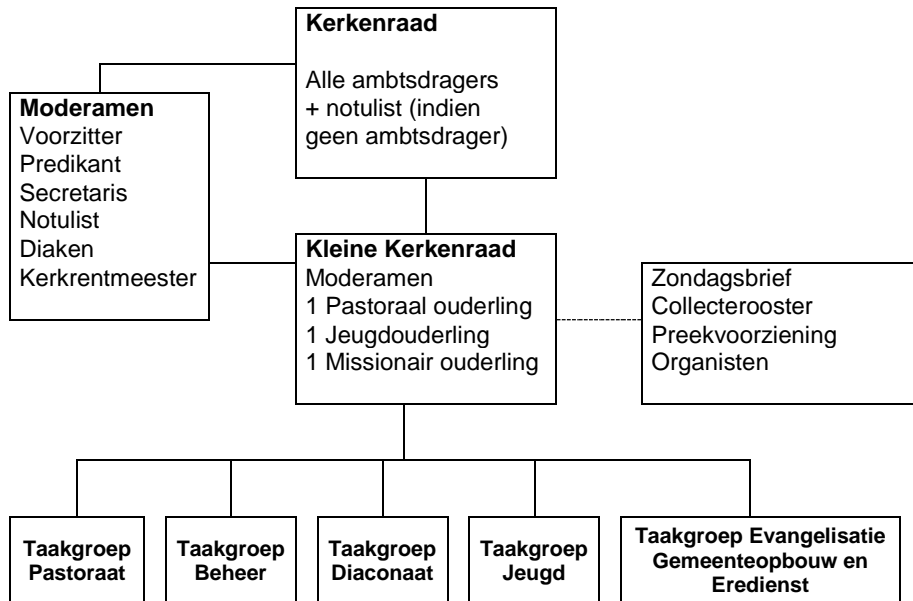 Kerkenraad
Alle ambtsdragers
+ notulist (indien
geen ambtsdrager)
Moderamen
Voorzitter
Predikant
Secretaris
Notulist
Diaken
Kerkrentmeester
Kleine Kerkenraad
Moderamen
1 Pastoraal ouderling
1 Jeugdouderling
1 Missionair ouderling
Zondagsbrief
Collecterooster
Preekvoorziening
Organisten
Taakgroep
Pastoraat
Taakgroep
Beheer
Taakgroep
Diaconaat
Taakgroep
Jeugd
Taakgroep Evangelisatie
Gemeenteopbouw en
Eredienst